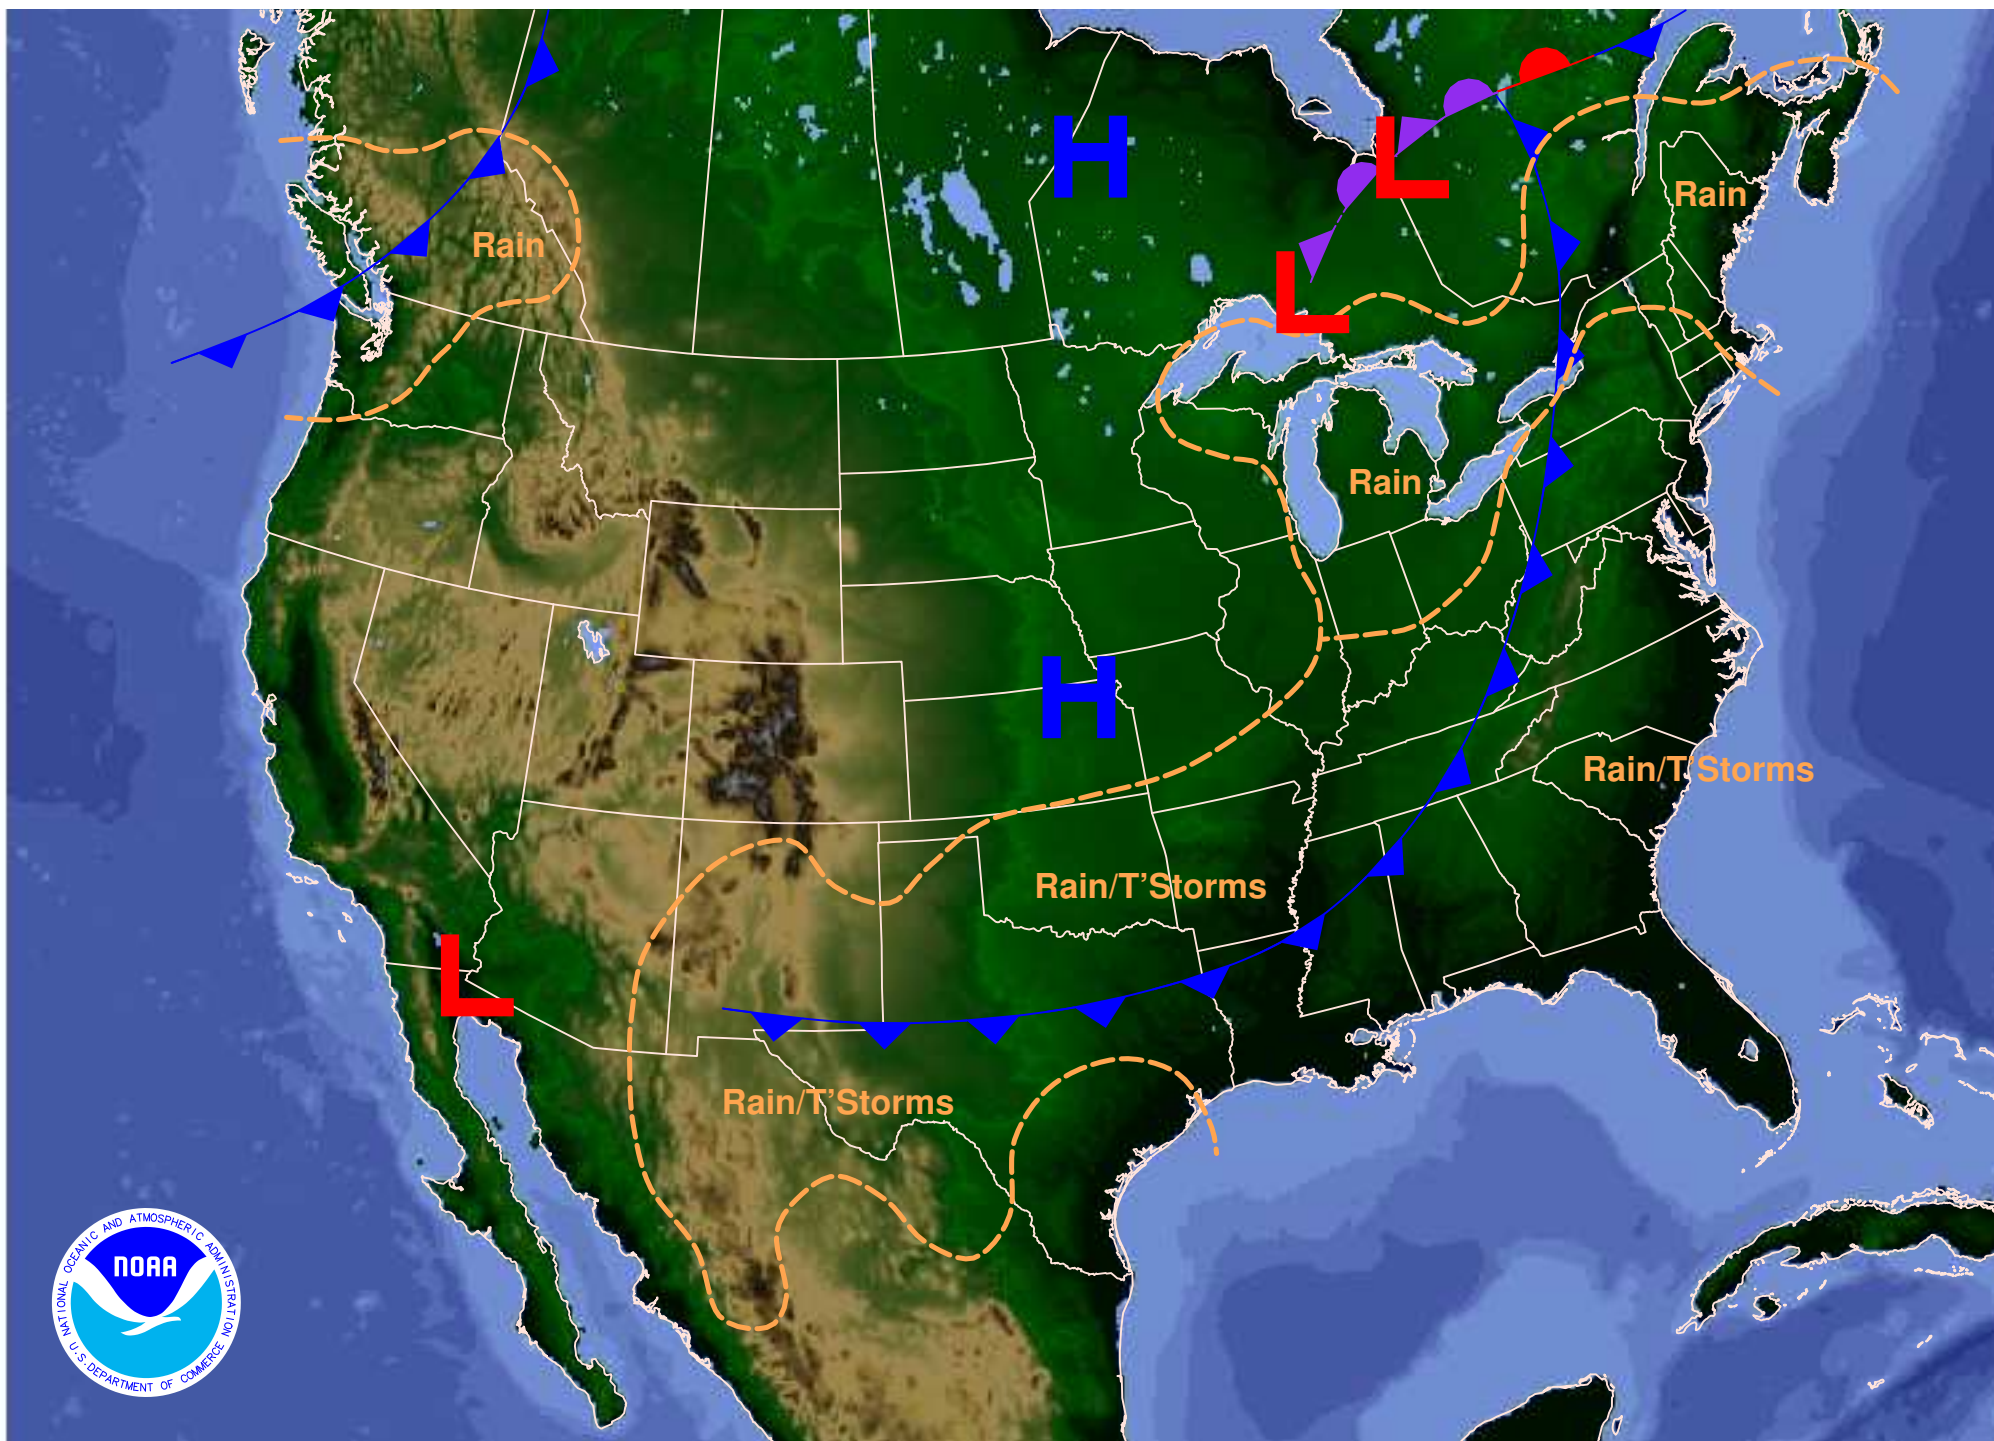 H
L
Rain
Rain
L
Rain
H
Rain/T'Storms
Rain/T'Storms
L
Rain/T'Storms
NATIONAL OCEANIC AND ATMOSPHERIC ADMINISTRATION
NOAA
U.S. DEPARTMENT OF COMMERCE